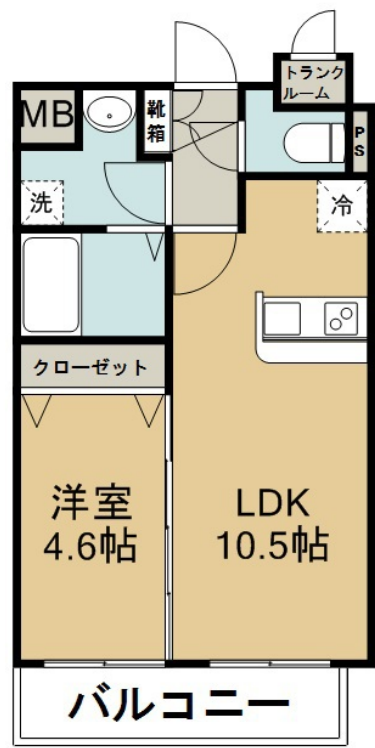 トランク
ルーム
MB
靴
箱
PS
洗
冷
クローゼット
洋室
4.6帖
LDK
10.5帖
バルコニー